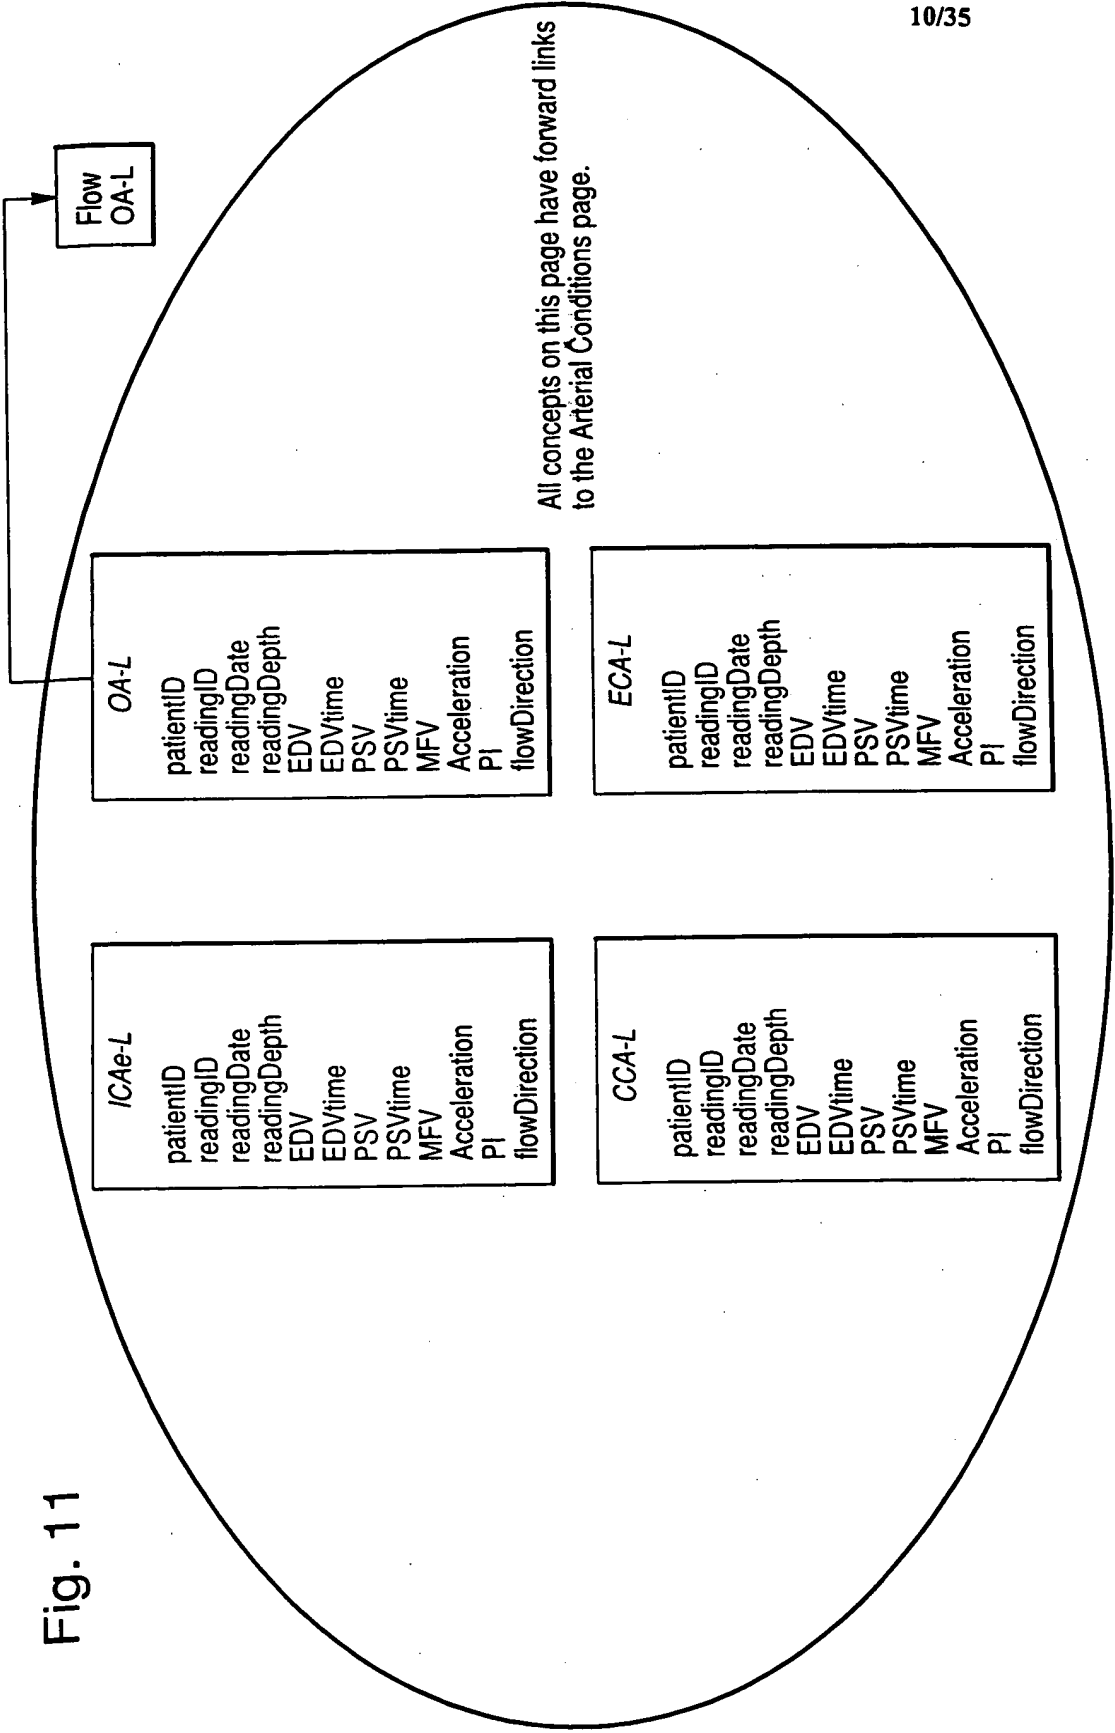 10/35
Fig. 11
Flow
OA-L
ICAe-L
patientID
readingID
readingDate
readingDepth
EDV
EDVtime
PSV
PSVtime
MFV
Acceleration
PI
flowDirection
OA-L
patientID
readingID
readingDate
readingDepth
EDV
EDVtime
PSV
PSVtime
MFV
Acceleration
PI
flowDirection
All concepts on this page have forward links
to the Arterial Conditions page.
CCA-L
patientID
readingID
readingDate
readingDepth
EDV
EDVtime
PSV
PSVtime
MFV
Acceleration
PI
flowDirection
ECA-L
patientID
readingID
readingDate
readingDepth
EDV
EDVtime
PSV
PSVtime
MFV
Acceleration
PI
flowDirection